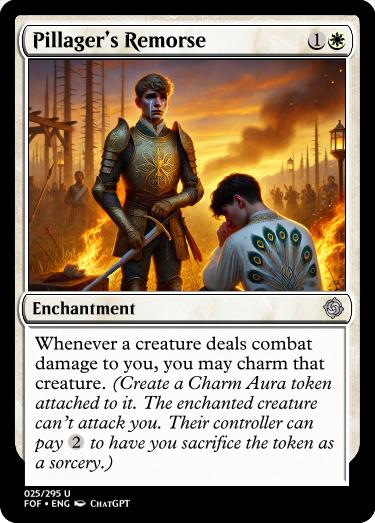 Pillager's Remorse 1
Enchantment
Whenever a creature deals combat
damage to you, you may charm that
creature. (Create a Charm Aura token
attached to it. The enchanted creature
can't attack you. Their controller can
pay 2 to have you sacrifice the token as
a sorcery.)
025/295 U
FOF • ENG ChatGPT